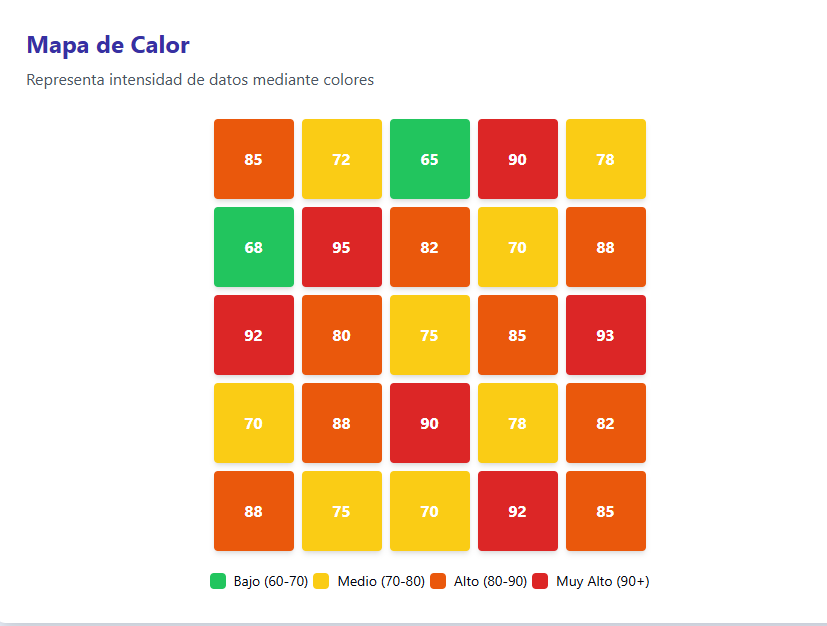 Mapa de Calor
Representa intensidad de datos mediante colores
85 72 65 90 78
68 95 82 70 88
92 80 75 85 93
70 88 90 78 82
88 75 70 92 85
Bajo (60-70) Medio (70-80) Alto (80-90) Muy Alto (90+)